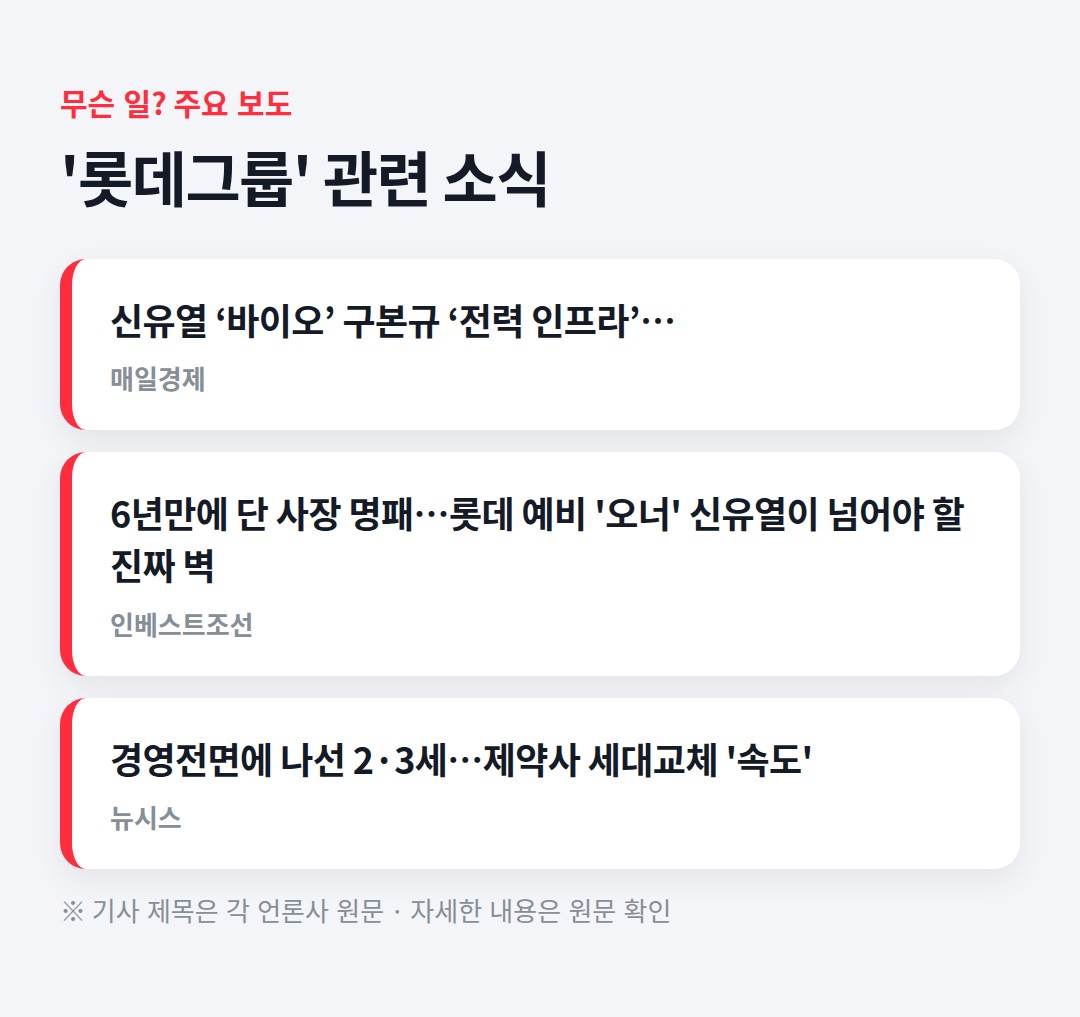 무슨 일? 주요 보도
'롯데그룹' 관련 소식
신유열 ‘바이오’ 구본규 ‘전력 인프라’…
매일경제
6년만에 단 사장 명패…롯데 예비 '오너' 신유열이 넘어야 할
진짜 벽
인베스트조선
경영전면에 나선 2·3세…제약사 세대교체 '속도'
뉴시스
※ 기사 제목은 각 언론사 원문 · 자세한 내용은 원문 확인